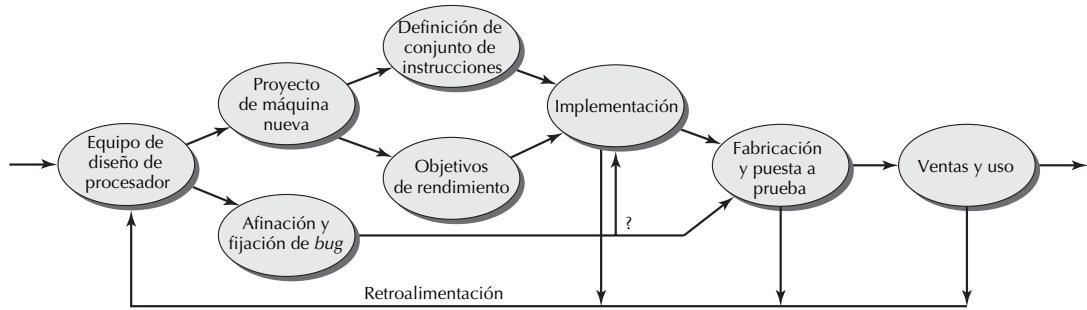 Equipo de
diseño de
procesador
Proyecto
de máquina
nueva
Afinación y
fijación de bug
Definición de
conjunto de
instrucciones
Objetivos
de rendimiento
Implementación
?
Fabricación
y puesta a
prueba
Ventas y uso
Retroalimentación